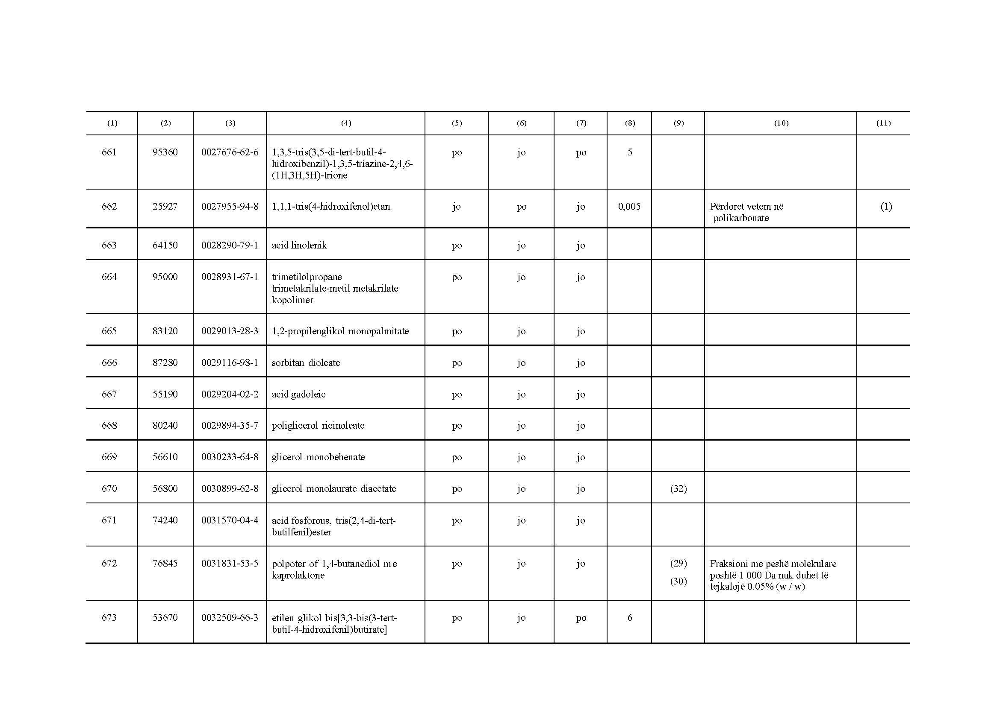 (1) (2) (3) (4) (5) (6) (7) (8) (9) (10) (11)
661 95360 0027676-62-6 1,3,5-tris(3,5-di-tert-butil-4- po jo po 5
hidroxibenzil)-1,3,5-triazine-2,4,6-
(1H,3H,5H)-trione
662 25927 0027955-94-8 1,1,1-tris(4-hidroxifenol)etan jo po jo 0,005 Përdoret vetem në (1)
polikarbonate
663 64150 0028290-79-1 acid linolenik po jo jo
664 95000 0028931-67-1 trimetilolpropane po jo jo
trimetakrilate-metil metakrilate
kopolimer
665 83120 0029013-28-3 1,2-propilenglikol monopalmitate po jo jo
666 87280 0029116-98-1 sorbitan dioleate po jo jo
667 55190 0029204-02-2 acid gadoleic po jo jo
668 80240 0029894-35-7 poliglicerol ricinoleate po jo jo
669 56610 0030233-64-8 glicerol monobehenate po jo jo
670 56800 0030899-62-8 glicerol monolaurate diacetate po jo jo (32)
671 74240 0031570-04-4 acid fosforous, tris(2,4-di-tert- po jo jo
butilfenil)ester
672 76845 0031831-53-5 polpoter of 1,4-butanediol me po jo jo (29) Fraksioni me peshë molekulare
kaprolaktone (30) poshtë 1 000 Da nuk duhet të
tejkalojë 0.05% (w / w)
673 53670 0032509-66-3 etilen glikol bis[3,3-bis(3-tert- po jo po 6
butil-4-hidroxifenil)butirate]